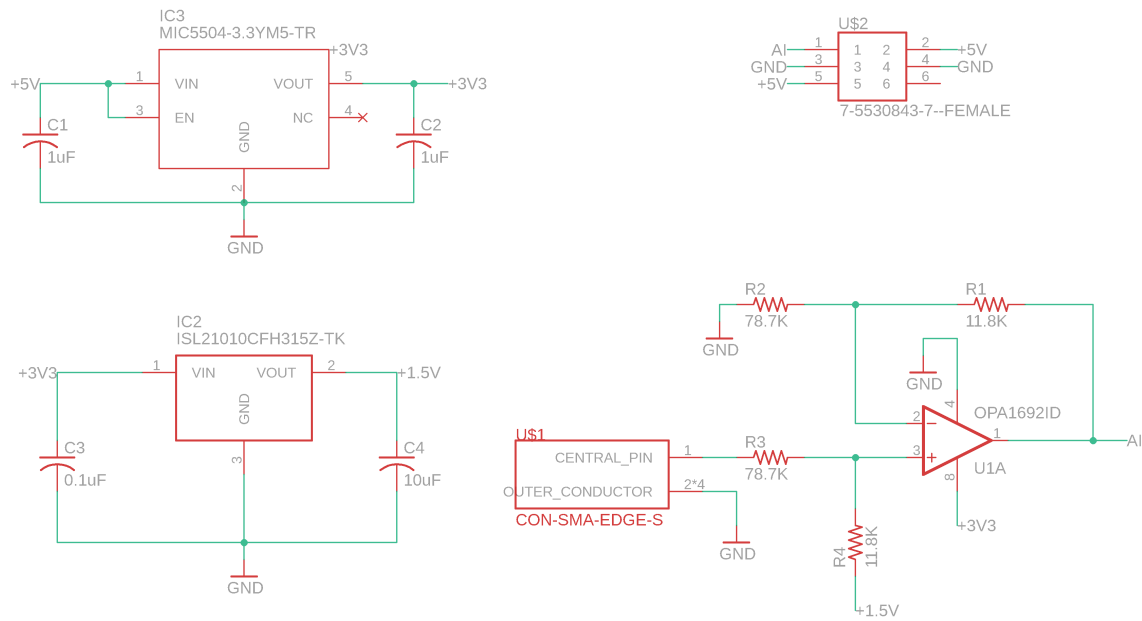 IC3
MIC5504-3.3YM5-TR
+3V3
+5V
1
VIN
VOUT
5
+3V3
3
EN
NC
4
GND
2
C1
1uF
C2
1uF
GND
U$2
AI
1
1
2
2
+5V
GND
3
3
4
4
GND
+5V
5
5
6
6
7-5530843-7--FEMALE
IC2
ISL21010CFH315Z-TK
+3V3
1
VIN
VOUT
2
+1.5V
GND
3
C3
0.1uF
C4
10uF
GND
R2
78.7K
GND
R1
11.8K
GND
4
OPA1692ID
2
1
AI
3
U1A
8
+3V3
U$1
CENTRAL_PIN
1
OUTER_CONDUCTOR
2*4
CON-SMA-EDGE-S
GND
R3
78.7K
R4
11.8K
+1.5V